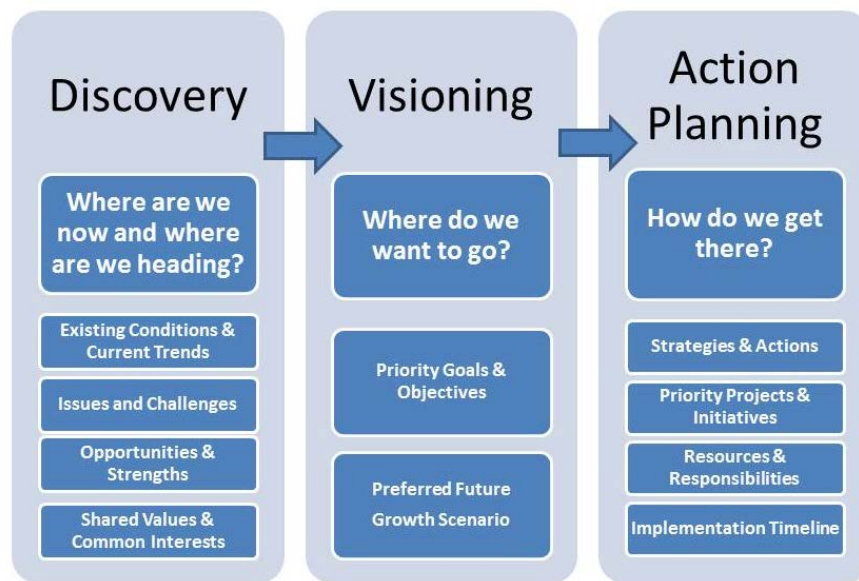 Discovery
Where are we
now and where
are we heading?
Existing Conditions &
Current Trends
Issues and Challenges
Opportunities &
Strengths
Shared Values &
Common Interests
Visioning
Where do we
want to go?
Priority Goals &
Objectives
Preferred Future
Growth Scenario
Action
Planning
How do we get
there?
Strategies & Actions
Priority Projects &
Initiatives
Resources &
Responsibilities
Implementation Timeline